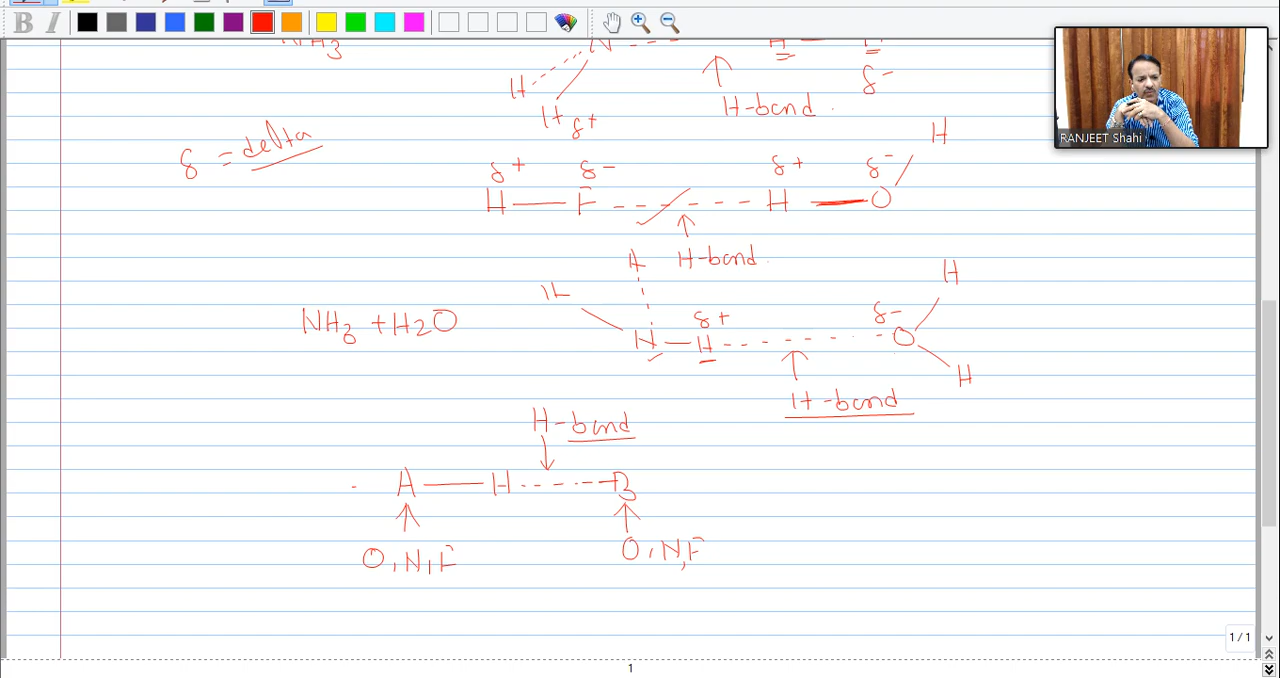 B I
NH3
N H F
H δ-
H δ+ H-bond
RANJEET Shahi
H
δ = delta
δ+ δ- δ+ δ-
H F H O
H-bond
H
H
H
δ+ δ-
NH3 + H2O
N H O
H
H-bond
H-bond
A H B
O, N, F O, N, F
1 / 1
1